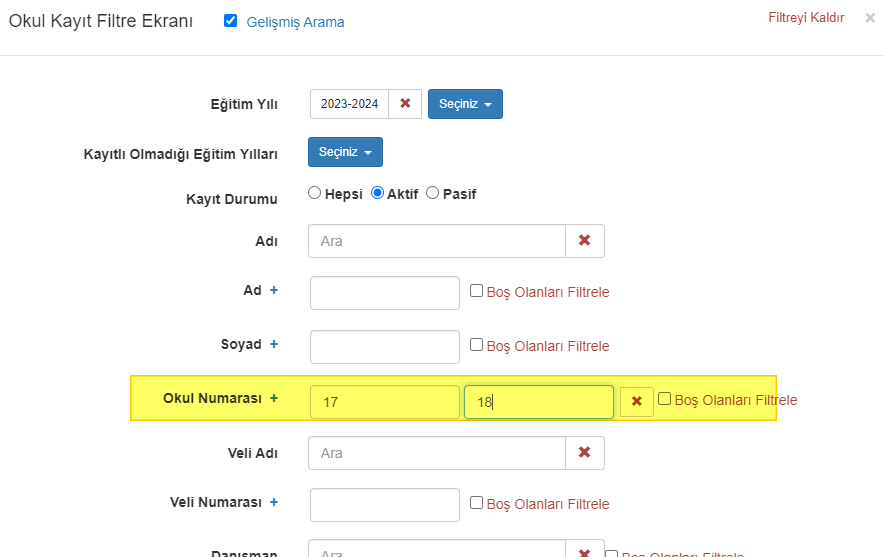 Okul Kayıt Filtre Ekranı Gelişmiş Arama Filtreyi Kaldır
Eğitim Yılı 2023-2024 Seçiniz
Kayıtlı Olmadığı Eğitim Yılları Seçiniz
Kayıt Durumu Hepsi Aktif Pasif
Adı Ara
Ad + Boş Olanları Filtrele
Soyad + Boş Olanları Filtrele
Okul Numarası + 17 18 Boş Olanları Filtrele
Veli Adı Ara
Veli Numarası + Boş Olanları Filtrele
Danışman Ara Boş Olanları Filtrele